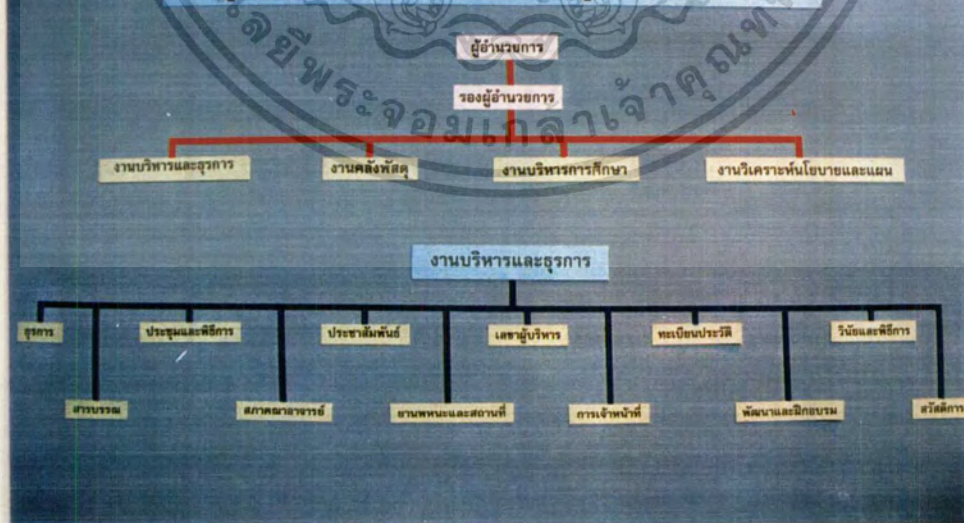 ผู้อำนวยการ
รองผู้อำนวยการ
งานบริหารและธุรการ งานคลังพัสดุ งานบริหารการศึกษา งานวิเคราะห์นโยบายและแผน
งานบริหารและธุรการ
ธุรการ ประชุมและพิธีการ ประชาสัมพันธ์ เลขาผู้บริหาร ทะเบียนประวัติ วินัยและพิธีการ
สารบรรณ สภาคณาจารย์ ยานพหนะและสถานที่ การเจ้าหน้าที่ พัฒนาและฝึกอบรม สวัสดิการ